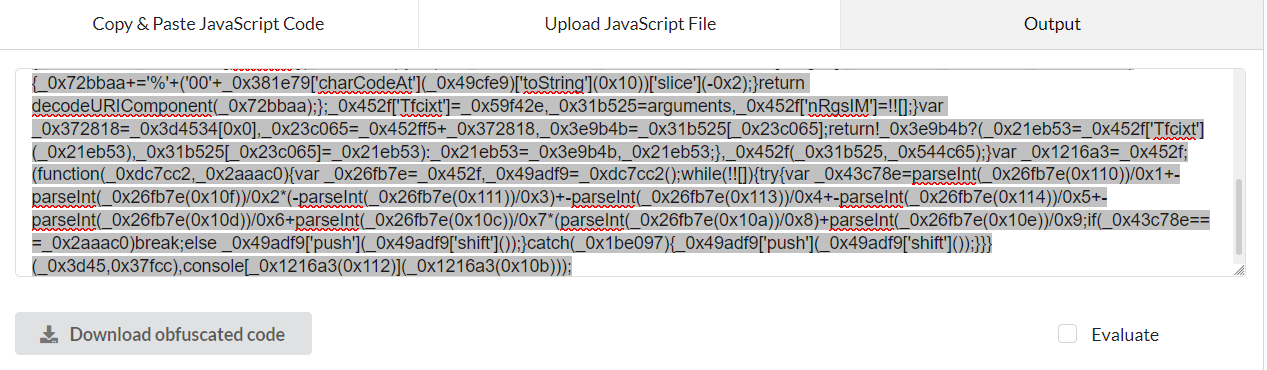 Copy & Paste JavaScript Code
Upload JavaScript File
Output
{_0x72bbaa+='%'+('00'+_0x381e79['charCodeAt'](_0x49cfe9)['toString'](0x10))['slice'](-0x2);}return
decodeURIComponent(_0x72bbaa);};_0x452f['Tfcixt']=_0x59f42e,_0x31b525=arguments,_0x452f['nRgsIM']=!![];}var
_0x372818=_0x3d4534[0x0],_0x23c065=_0x452ff5+_0x372818,_0x3e9b4b=_0x31b525[_0x23c065];return!_0x3e9b4b?(_0x21eb53=_0x452f['Tfcixt']
(_0x21eb53),_0x31b525[_0x23c065]=_0x21eb53):_0x21eb53=_0x3e9b4b,_0x21eb53;},_0x452f(_0x31b525,_0x544c65);}var _0x1216a3=_0x452f;
(function(_0xdc7cc2,_0x2aaac0){var _0x26fb7e=_0x452f,_0x49adf9=_0xdc7cc2();while(!![]){try{var _0x43c78e=parseInt(_0x26fb7e(0x110))/0x1+-
parseInt(_0x26fb7e(0x10f))/0x2*(-parseInt(_0x26fb7e(0x111))/0x3)+-parseInt(_0x26fb7e(0x113))/0x4+-parseInt(_0x26fb7e(0x114))/0x5+-
parseInt(_0x26fb7e(0x10d))/0x6+parseInt(_0x26fb7e(0x10c))/0x7*(parseInt(_0x26fb7e(0x10a))/0x8)+parseInt(_0x26fb7e(0x10e))/0x9;if(_0x43c78e==
=_0x2aaac0)break;else _0x49adf9['push'](_0x49adf9['shift']());}catch(_0x1be097){_0x49adf9['push'](_0x49adf9['shift']());}}}
(_0x3d45,0x37fcc),console[_0x1216a3(0x112)](_0x1216a3(0x10b)));
Download obfuscated code
Evaluate